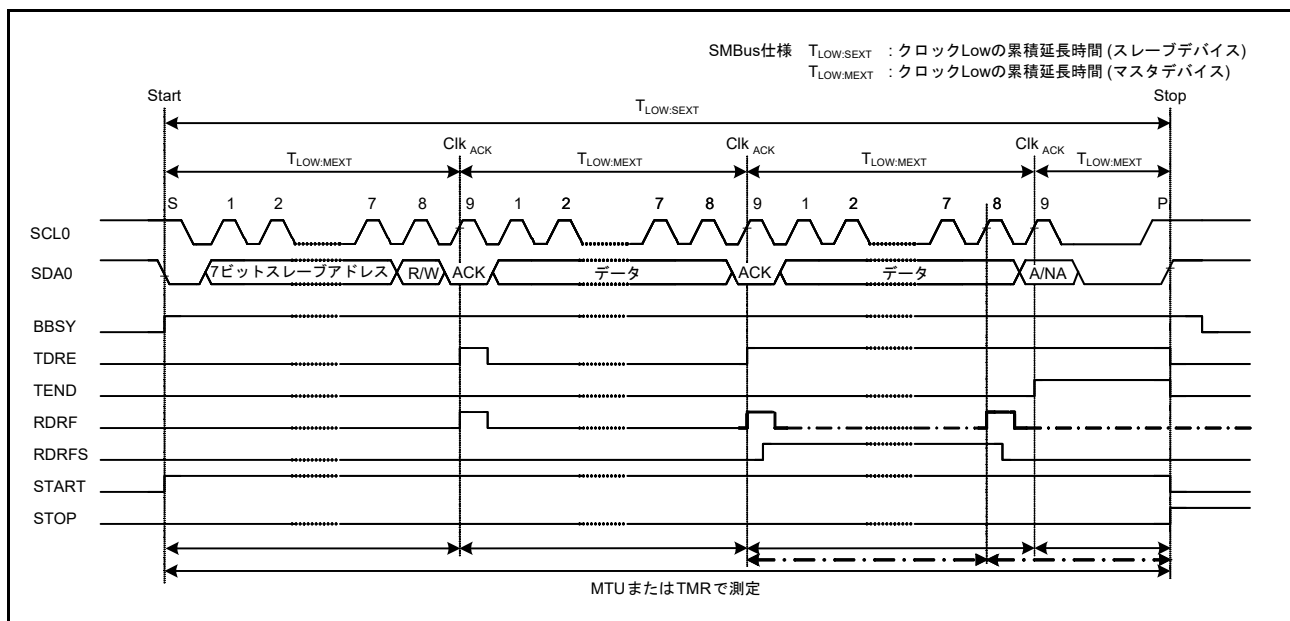 SMBus仕様 TLOW:SEXT : クロックLowの累積延長時間 (スレーブデバイス)
TLOW:MEXT : クロックLowの累積延長時間 (マスタデバイス)
Start Stop
TLOW:SEXT
Clk ACK Clk ACK Clk ACK
TLOW:MEXT TLOW:MEXT TLOW:MEXT TLOW:MEXT
S 1 2 7 8 9 1 2 7 8 9 1 2 7 8 9 P
SCL0
SDA0 7ビットスレーブアドレス R/W ACK データ ACK データ A/NA
BBSY
TDRE
TEND
RDRF
RDRFS
START
STOP
MTUまたはTMRで測定